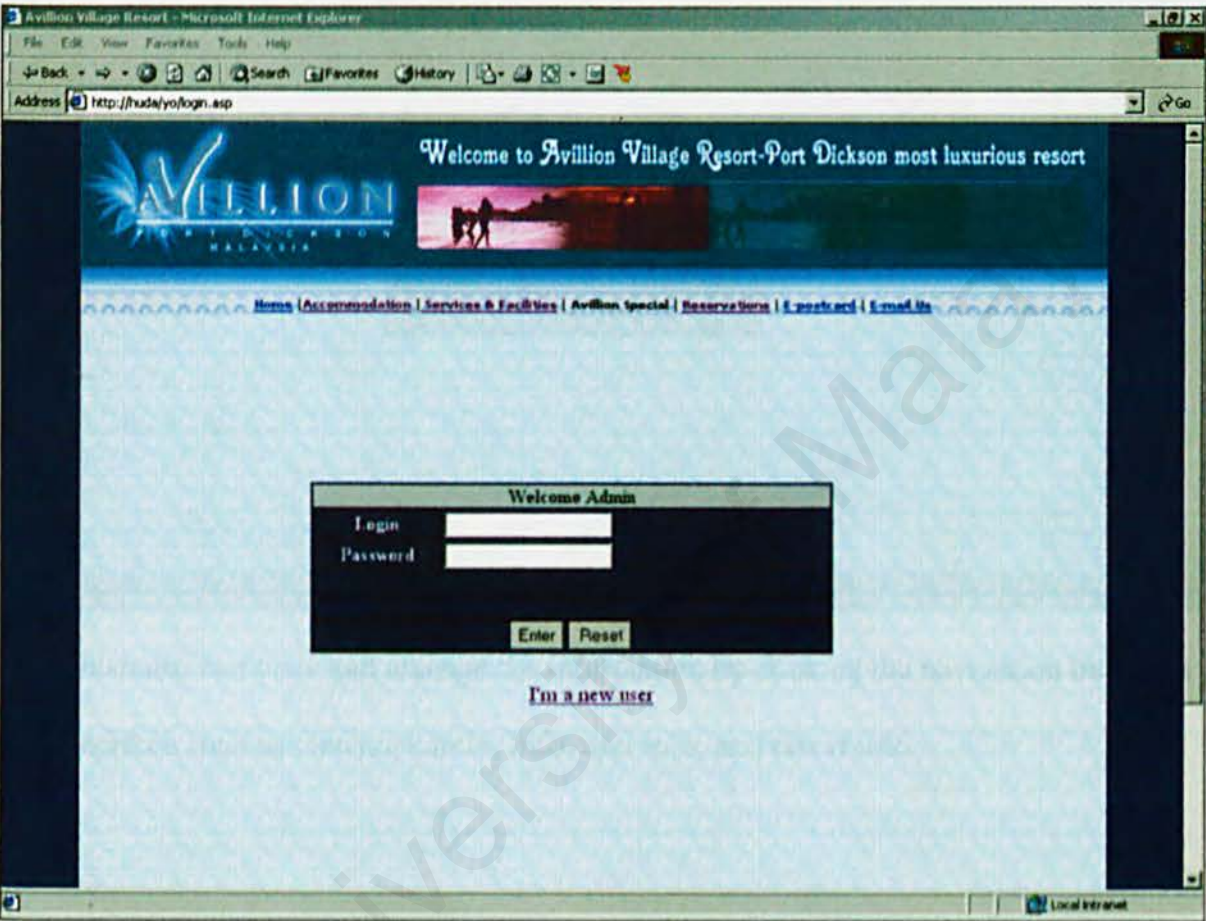 Avillion Village Resort - Microsoft Internet Explorer
File Edit View Favorites Tools Help
Back Search Favorites History
Address http://huda/yo/login.asp Go
Welcome to Avillion Village Resort-Port Dickson most luxurious resort
AVILLION
PORT DICKSON
MALAYSIA
Home | Accommodation | Services & Facilities | Avillion Special | Reservations | E-postcard | E-mail Us
Welcome Admin
Login
Password
Enter Reset
I'm a new user
Local intranet
University of Mala